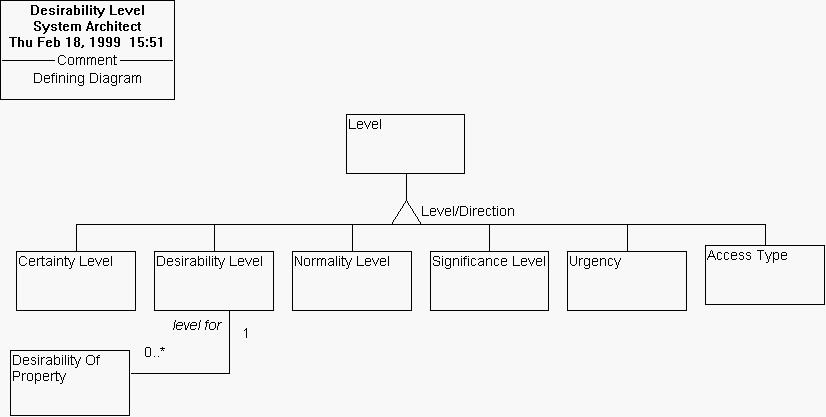 Desirability Level
System Architect
Thu Feb 18, 1999  15:51
Comment
Defining Diagram
Level
Level/Direction
Certainty Level
Desirability Level
Normality Level
Significance Level
Urgency
Access Type
level for
1
0..*
Desirability Of
Property